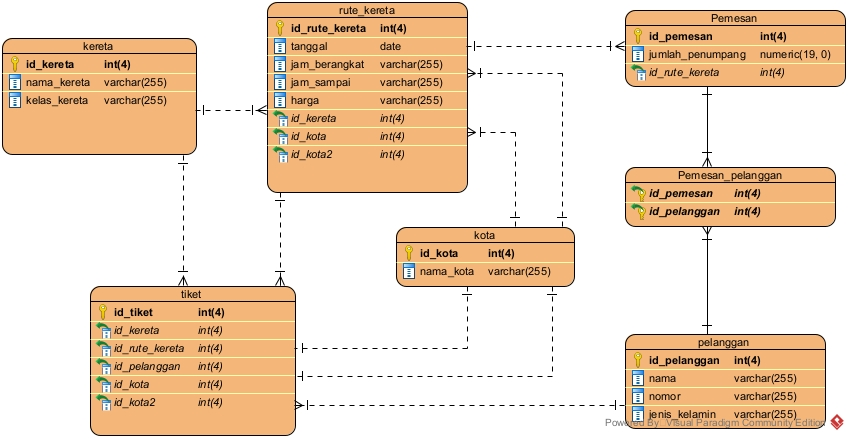 kereta
id_kereta int(4)
nama_kereta varchar(255)
kelas_kereta varchar(255)
rute_kereta
id_rute_kereta int(4)
tanggal date
jam_berangkat varchar(255)
jam_sampai varchar(255)
harga varchar(255)
id_kereta int(4)
id_kota int(4)
id_kota2 int(4)
Pemesan
id_pemesan int(4)
jumlah_penumpang numeric(19, 0)
id_rute_kereta int(4)
Pemesan_pelanggan
id_pemesan int(4)
id_pelanggan int(4)
kota
id_kota int(4)
nama_kota varchar(255)
tiket
id_tiket int(4)
id_kereta int(4)
id_rute_kereta int(4)
id_pelanggan int(4)
id_kota int(4)
id_kota2 int(4)
pelanggan
id_pelanggan int(4)
nama varchar(255)
nomor varchar(255)
jenis_kelamin varchar(255)
Powered By Visual Paradigm Community Edition